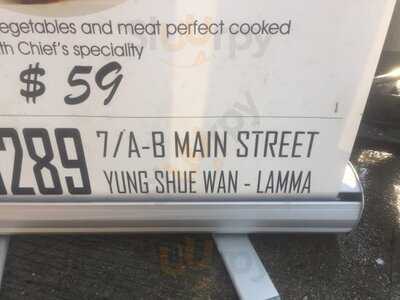 egetables and meat perfect cooked
th Chief's speciality
$ 59
289 7/A-B MAIN STREET
YUNG SHUE WAN - LAMMA